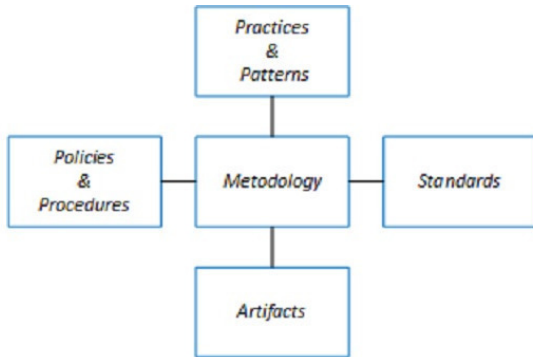 Practices
&
Patterns
Policies
&
Procedures
Metodology
Standards
Artifacts